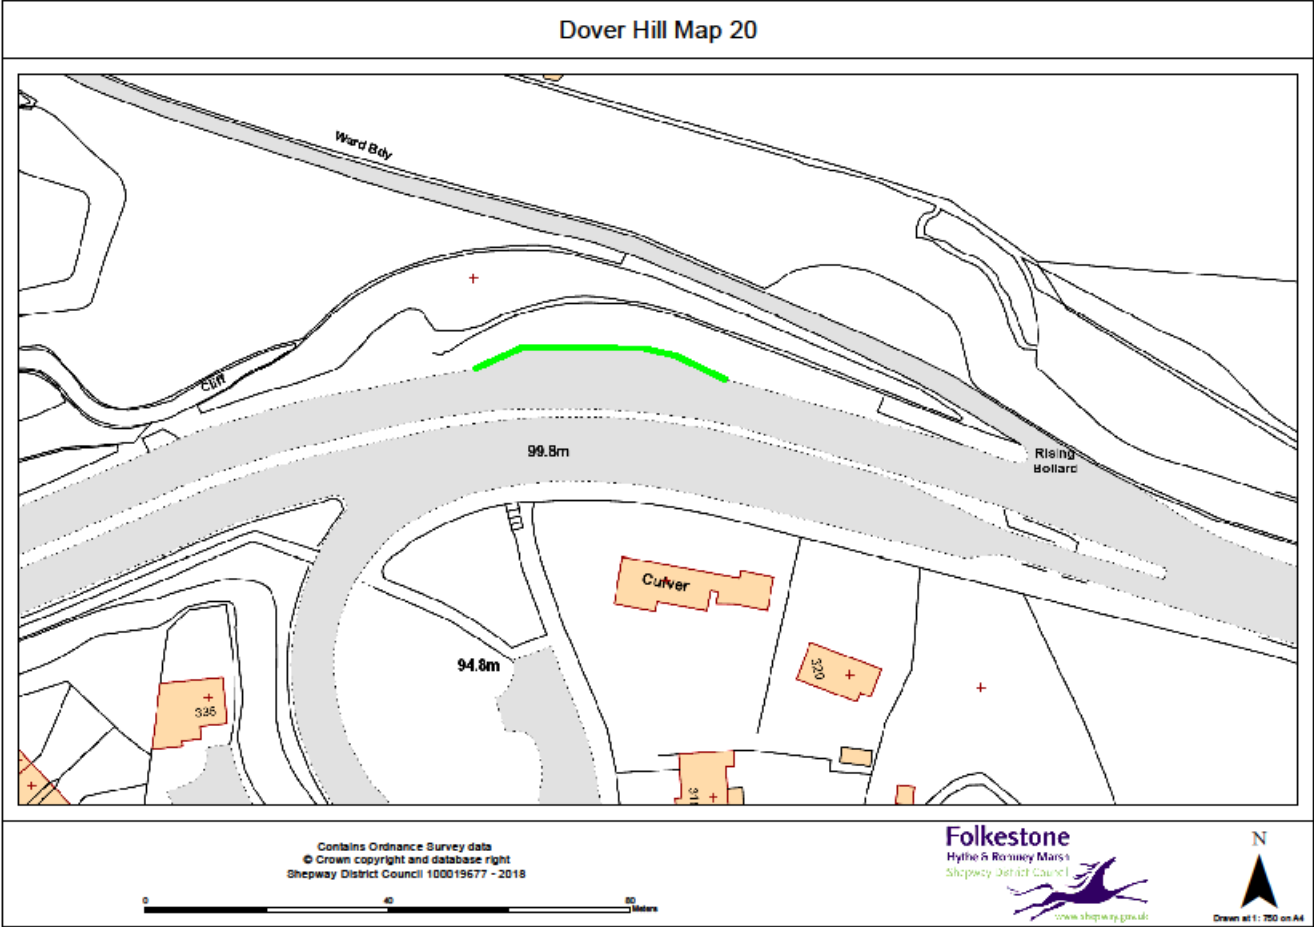 Dover Hill Map 20
Ward Bdy
Cliff
99.8m
Rising
Bollard
Culver
94.8m
320
335
Contains Ordnance Survey data
© Crown copyright and database right
Shepway District Council 100019677 - 2018
0 40 80
Meters
Folkestone
Hythe & Romney Marsh
Shepway District Council
www.shepway.gov.uk
N
Drawn at 1: 750 on A4